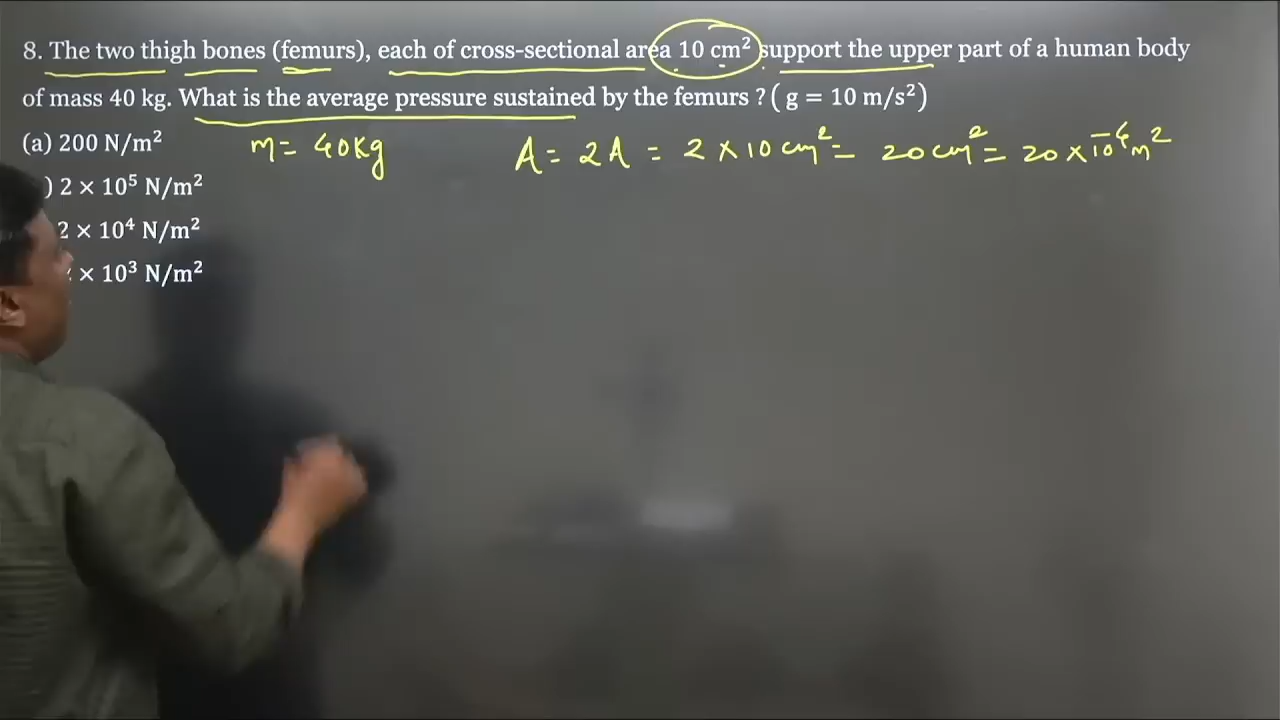 8. The two thigh bones (femurs), each of cross-sectional area 10 cm² support the upper part of a human body
of mass 40 kg. What is the average pressure sustained by the femurs ? ( g = 10 m/s²)
(a) 200 N/m²
) 2 × 10⁵ N/m²
2 × 10⁴ N/m²
× 10³ N/m²
m = 40kg
A = 2A = 2 × 10 cm² = 20 cm² = 20 × 10⁻⁴ m²